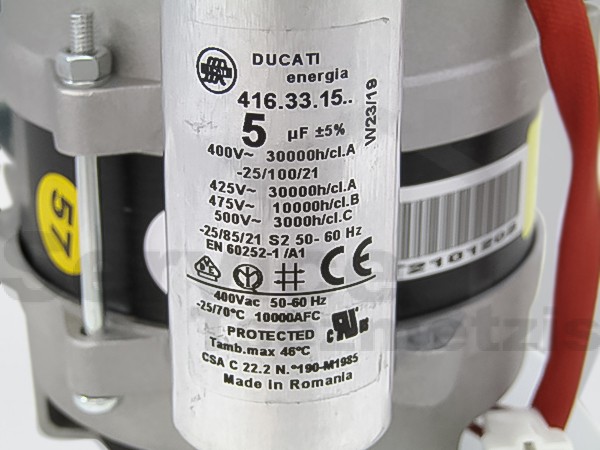 DUCATI
energia
416.33.15..
5 µF ±5%
W23/19
400V~ 30000h/cl.A
-25/100/21
425V~ 30000h/cl.A
475V~ 10000h/cl.B
500V~ 3000h/cl.C
-25/85/21 S2 50- 60 Hz
EN 60252-1 /A1
CE
400Vac 50-60 Hz
-25/70°C 10000AFC
PROTECTED
Tamb.max 46°C
CSA C 22.2 N.°190-M1985
Made in Romania
57